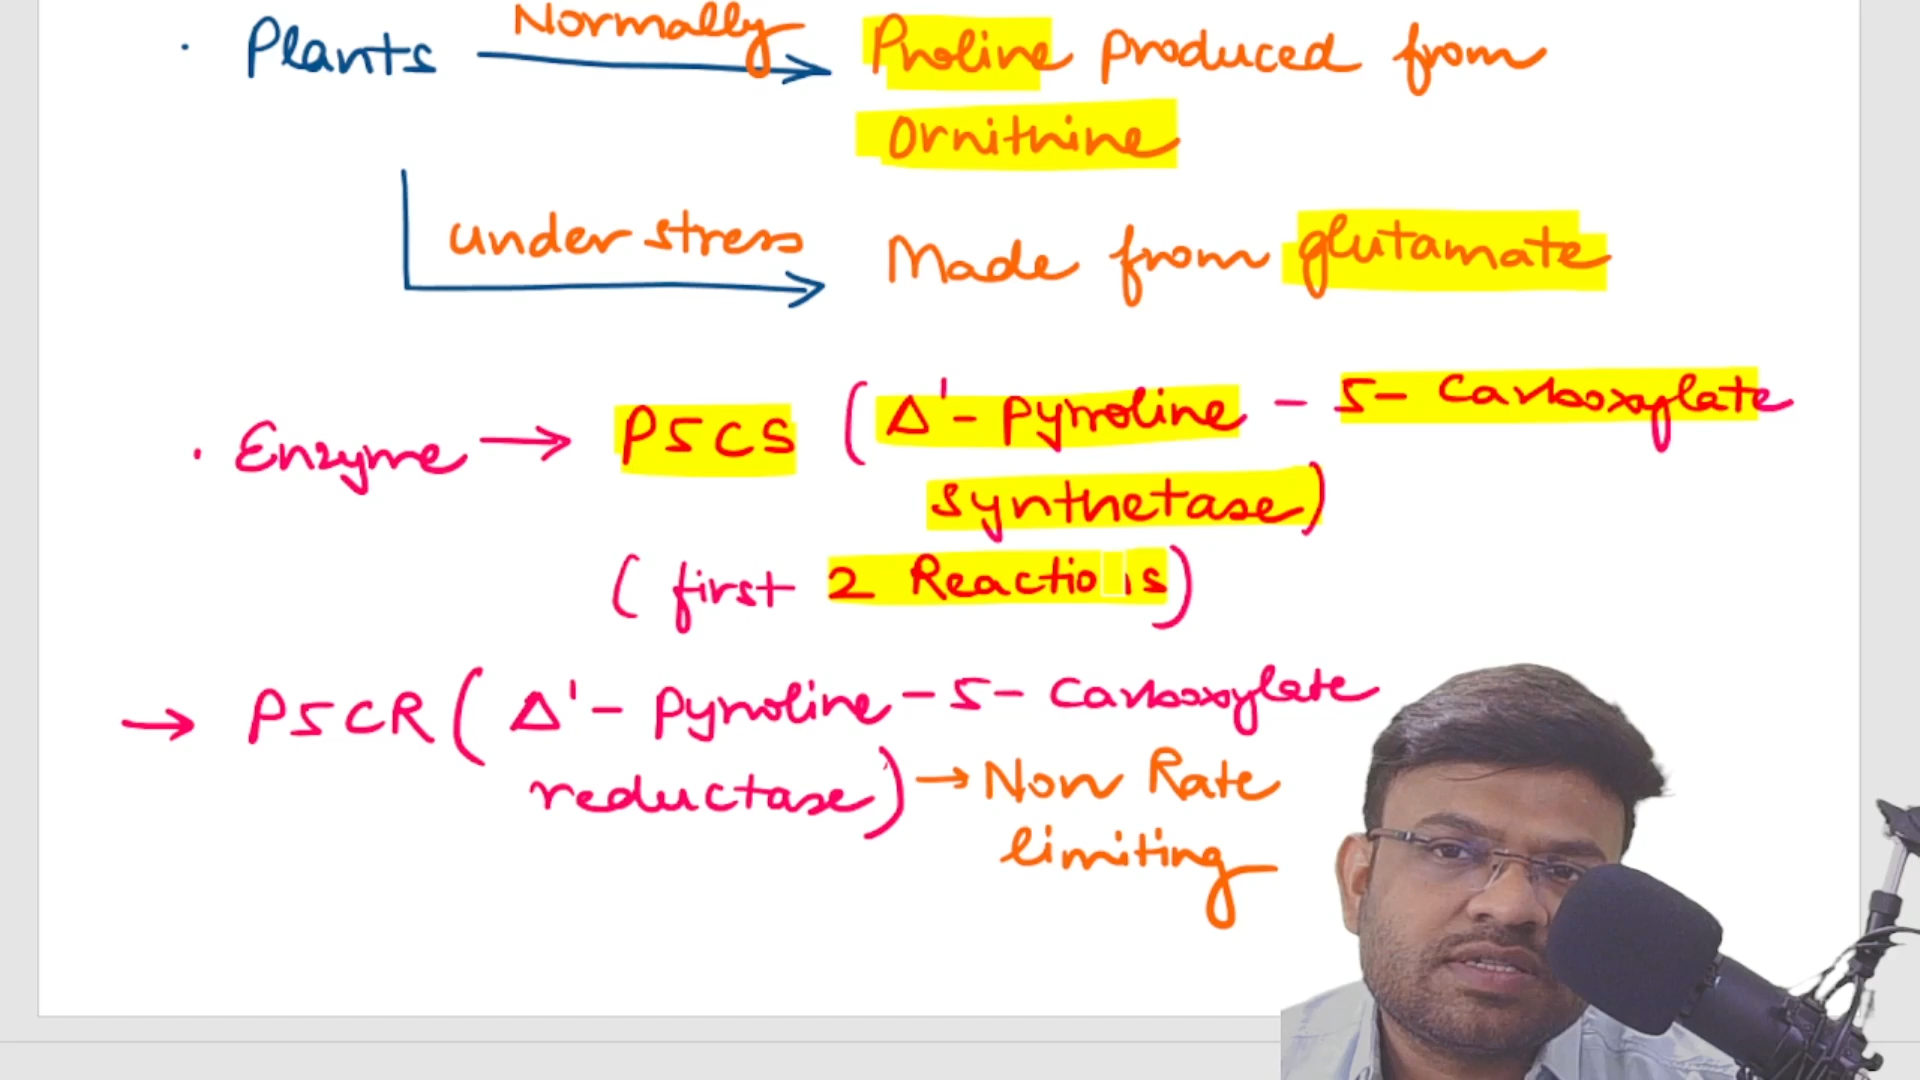 · Plants Normally → Proline produced from
Ornithine
under stress → Made from glutamate
· Enzyme → P5CS (Δ'- pyrroline - 5- Carboxylate
synthetase)
(first 2 Reactions)
→ P5CR (Δ'- pyrroline - 5- Carboxylate
reductase) → Non Rate
limiting